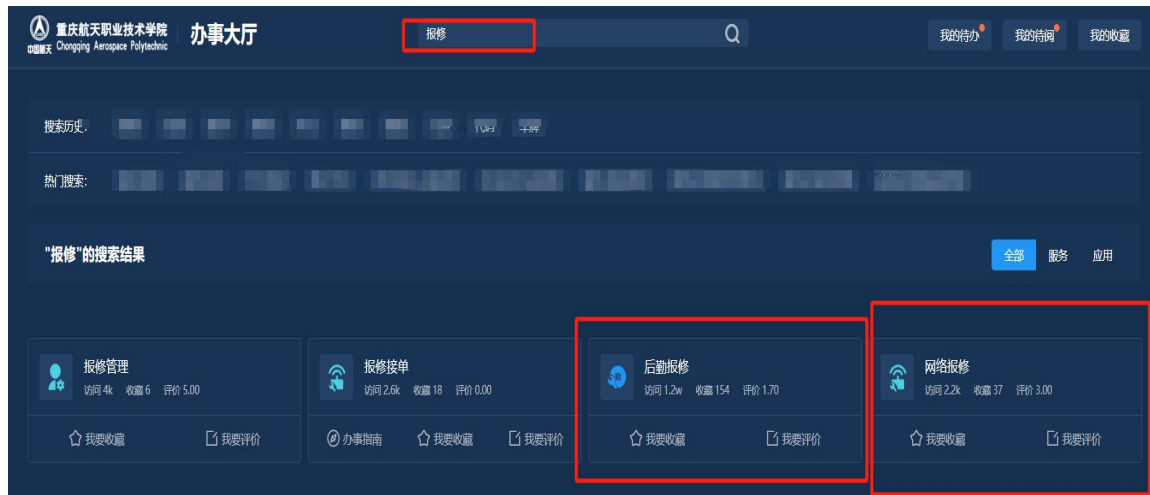 重庆航天职业技术学院
中国航天 Chongqing Aerospace Polytechnic
办事大厅
报修
我的待办
我的待阅
我的收藏
搜索历史:
热门搜索:
"报修"的搜索结果
全部 服务 应用
报修管理
访问 4k 收藏 6 评价 5.00
我要收藏 我要评价
报修接单
访问 2.6k 收藏 18 评价 0.00
办事指南 我要收藏 我要评价
后勤报修
访问 1.2w 收藏 154 评价 1.70
我要收藏 我要评价
网络报修
访问 2.2k 收藏 37 评价 3.00
我要收藏 我要评价